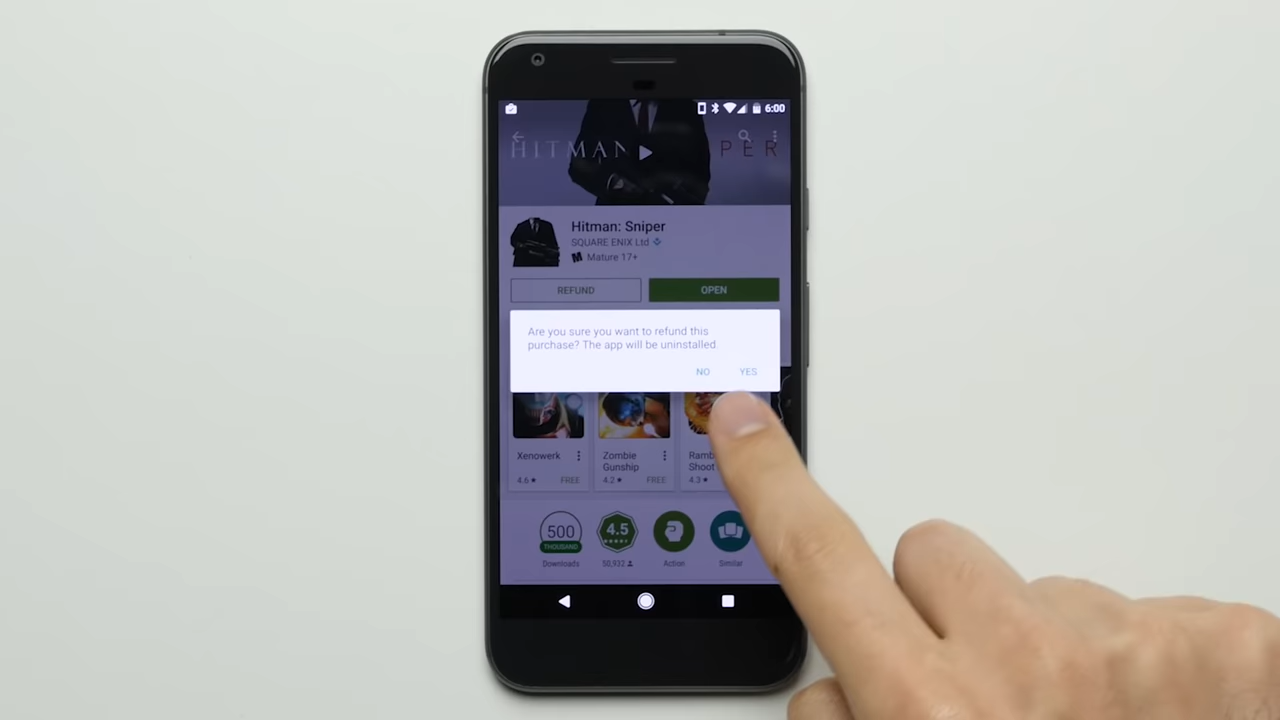 6:00
HITMAN
PER
Hitman: Sniper
SQUARE ENIX Ltd
Mature 17+
REFUND
OPEN
Are you sure you want to refund this
purchase? The app will be uninstalled.
NO
YES
Xenowerk
4.6 ★ FREE
Zombie
Gunship
4.2 ★ FREE
Ramb
Shoot
4.3 ★
500
THOUSAND
Downloads
4.5
50,932
Action
Similar